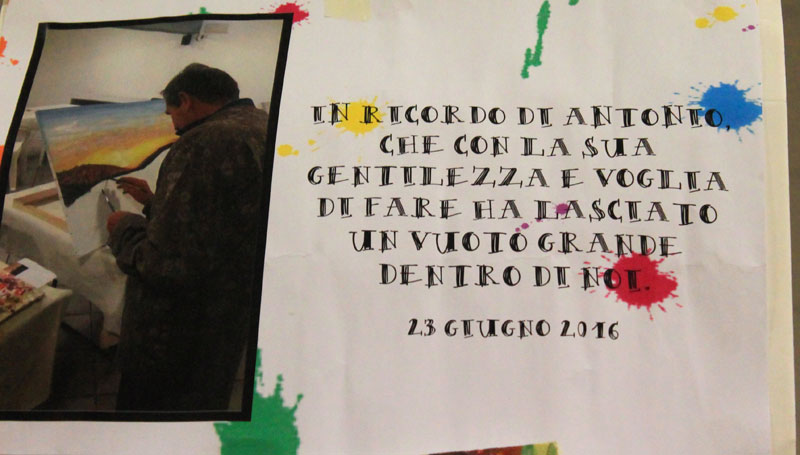 IN RICORDO DI ANTONIO,
CHE CON LA SUA
GENTILEZZA E VOGLIA
DI FARE HA LASCIATO
UN VUOTO GRANDE
DENTRO DI NOI.
23 GIUGNO 2016